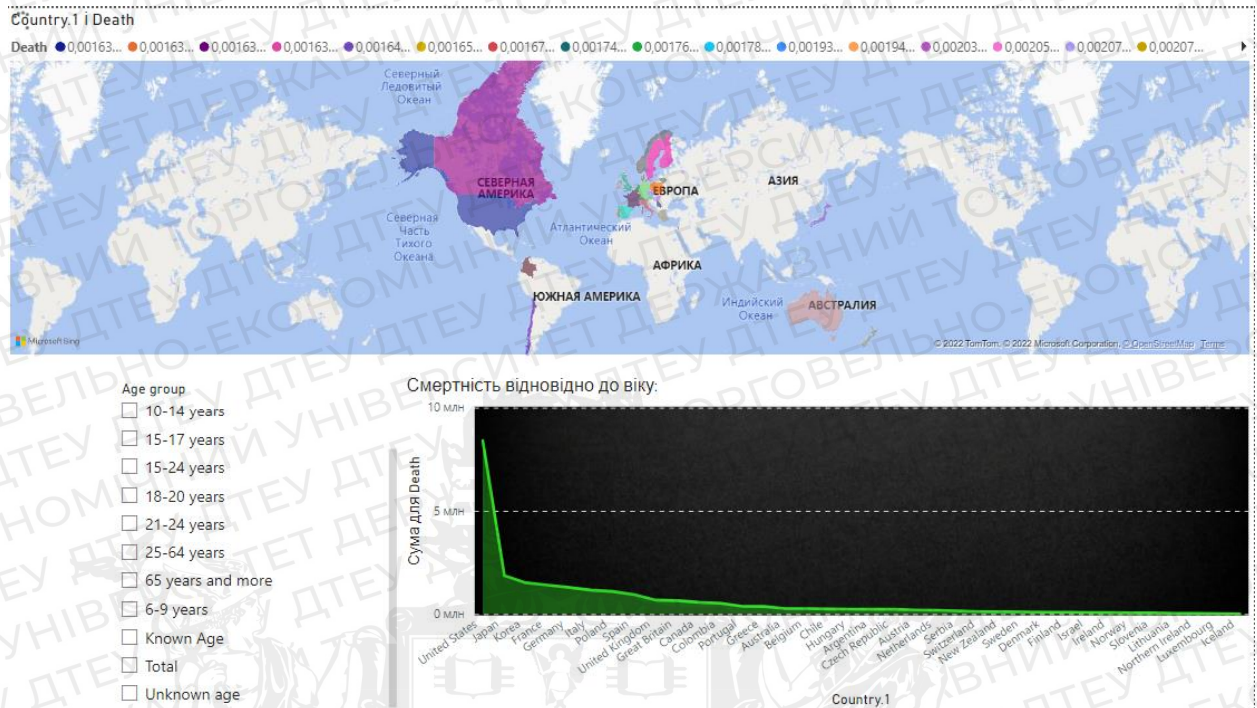 Country.1 і Death
Death 0,00163... 0,00163... 0,00163... 0,00163... 0,00164... 0,00165... 0,00167... 0,00174... 0,00176... 0,00178... 0,00193... 0,00194... 0,00203... 0,00205... 0,00207... 0,00207...
Северный
Ледовитый
Океан
СЕВЕРНАЯ
АМЕРИКА
ЕВРОПА
АЗИЯ
Северная
Часть
Тихого
Океана
Атлантический
Океан
АФРИКА
ЮЖНАЯ АМЕРИКА
Индийский
Океан
АВСТРАЛИЯ
Microsoft Bing
© 2022 TomTom, © 2022 Microsoft Corporation, © OpenStreetMap Terms
Age group
10-14 years
15-17 years
15-24 years
18-20 years
21-24 years
25-64 years
65 years and more
6-9 years
Known Age
Total
Unknown age
Смертність відновідно до віку:
10 млн
5 млн
0 млн
Сума для Death
United States
Japan
Korea
France
Germany
Italy
Poland
Spain
United Kingdom
Great Britain
Canada
Colombia
Portugal
Greece
Australia
Belgium
Chile
Hungary
Argentina
Czech Republic
Austria
Netherlands
Serbia
Switzerland
New Zealand
Sweden
Denmark
Finland
Israel
Ireland
Norway
Slovenia
Lithuania
Northern Ireland
Luxembourg
Iceland
Country.1